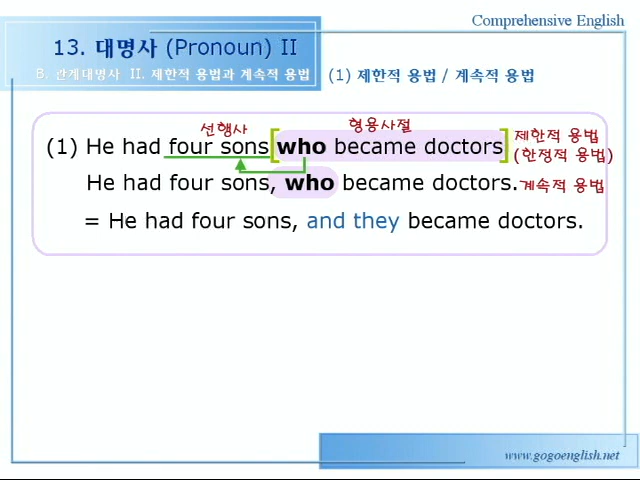 Comprehensive English
13. 대명사 (Pronoun) II
B. 관계대명사 II. 제한적 용법과 계속적 용법
(1) 제한적 용법 / 계속적 용법
선행사 형용사절
(1) He had four sons [who became doctors] 제한적 용법
(한정적 용법)
He had four sons, who became doctors. 계속적 용법
= He had four sons, and they became doctors.
www.gogoenglish.net